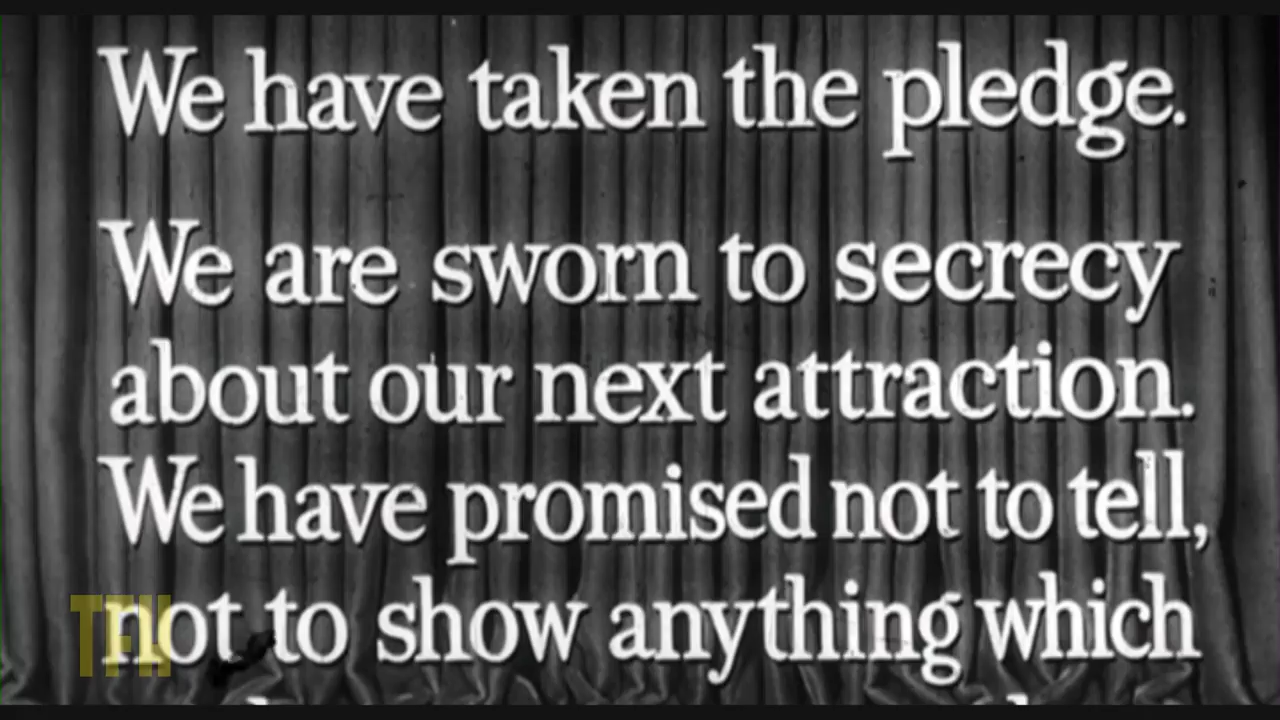 We have taken the pledge.
We are sworn to secrecy
about our next attraction.
We have promised not to tell,
not to show anything which
TFH